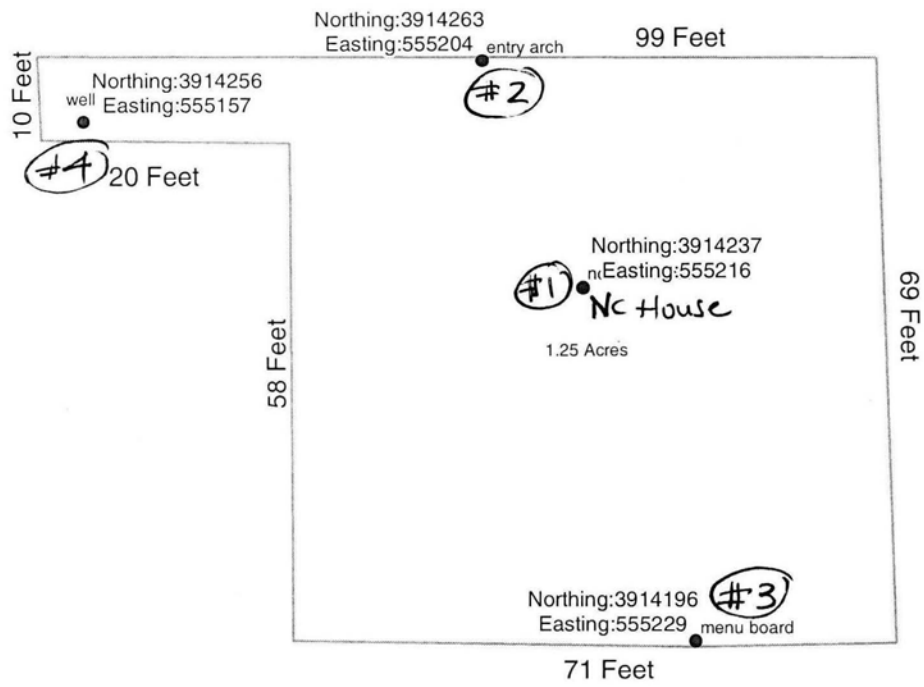 Northing:3914263
Easting:555204
entry arch
99 Feet
#2
10 Feet
Northing:3914256
well Easting:555157
#4
20 Feet
Northing:3914237
Easting:555216
#1
NC House
1.25 Acres
69 Feet
58 Feet
Northing:3914196
#3
Easting:555229
menu board
71 Feet